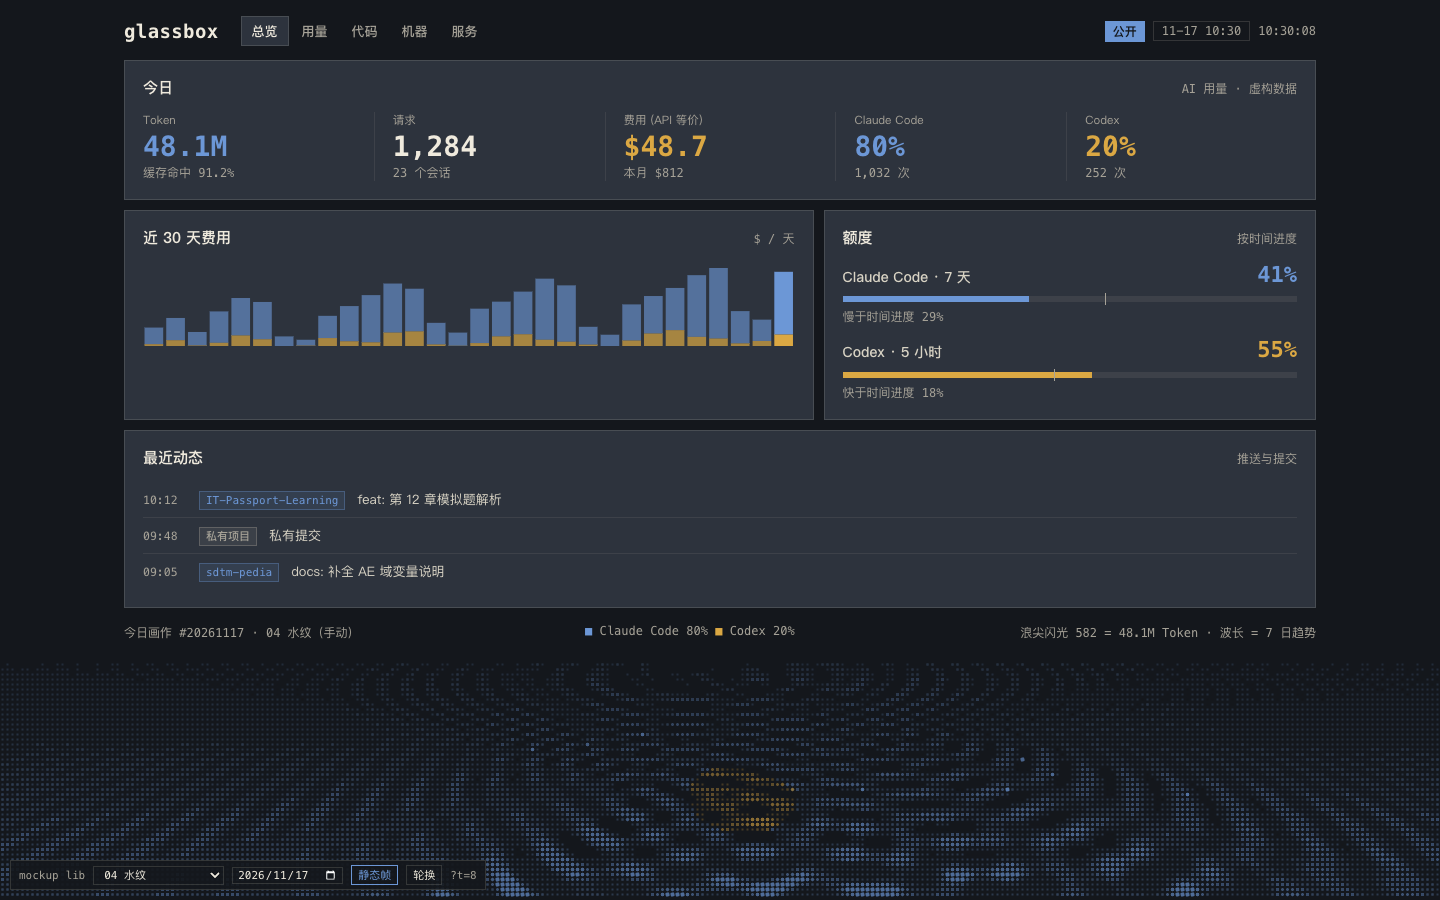 glassbox 总览 用量 代码 机器 服务 公开 11-17 10:30 10:30:08
今日 AI 用量 · 虚构数据
Token 请求 费用 (API 等价) Claude Code Codex
48.1M 1,284 $48.7 80% 20%
缓存命中 91.2% 23 个会话 本月 $812 1,032 次 252 次
近 30 天费用 $ / 天
额度 按时间进度
Claude Code · 7 天 41%
慢于时间进度 29%
Codex · 5 小时 55%
快于时间进度 18%
最近动态 推送与提交
10:12 IT-Passport-Learning feat: 第 12 章模拟题解析
09:48 私有项目 私有提交
09:05 sdtm-pedia docs: 补全 AE 域变量说明
今日画作 #20261117 · 04 水纹 (手动) Claude Code 80% Codex 20% 浪尖闪光 582 = 48.1M Token · 波长 = 7 日趋势
mockup lib 04 水纹 2026/11/17 静态帧 轮换 ?t=8